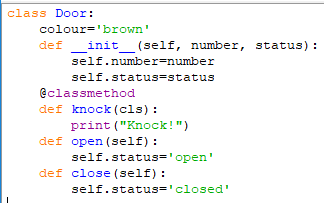 class Door:
    colour='brown'
    def __init__(self, number, status):
        self.number=number
        self.status=status
    @classmethod
    def knock(cls):
        print("Knock!")
    def open(self):
        self.status='open'
    def close(self):
        self.status='closed'